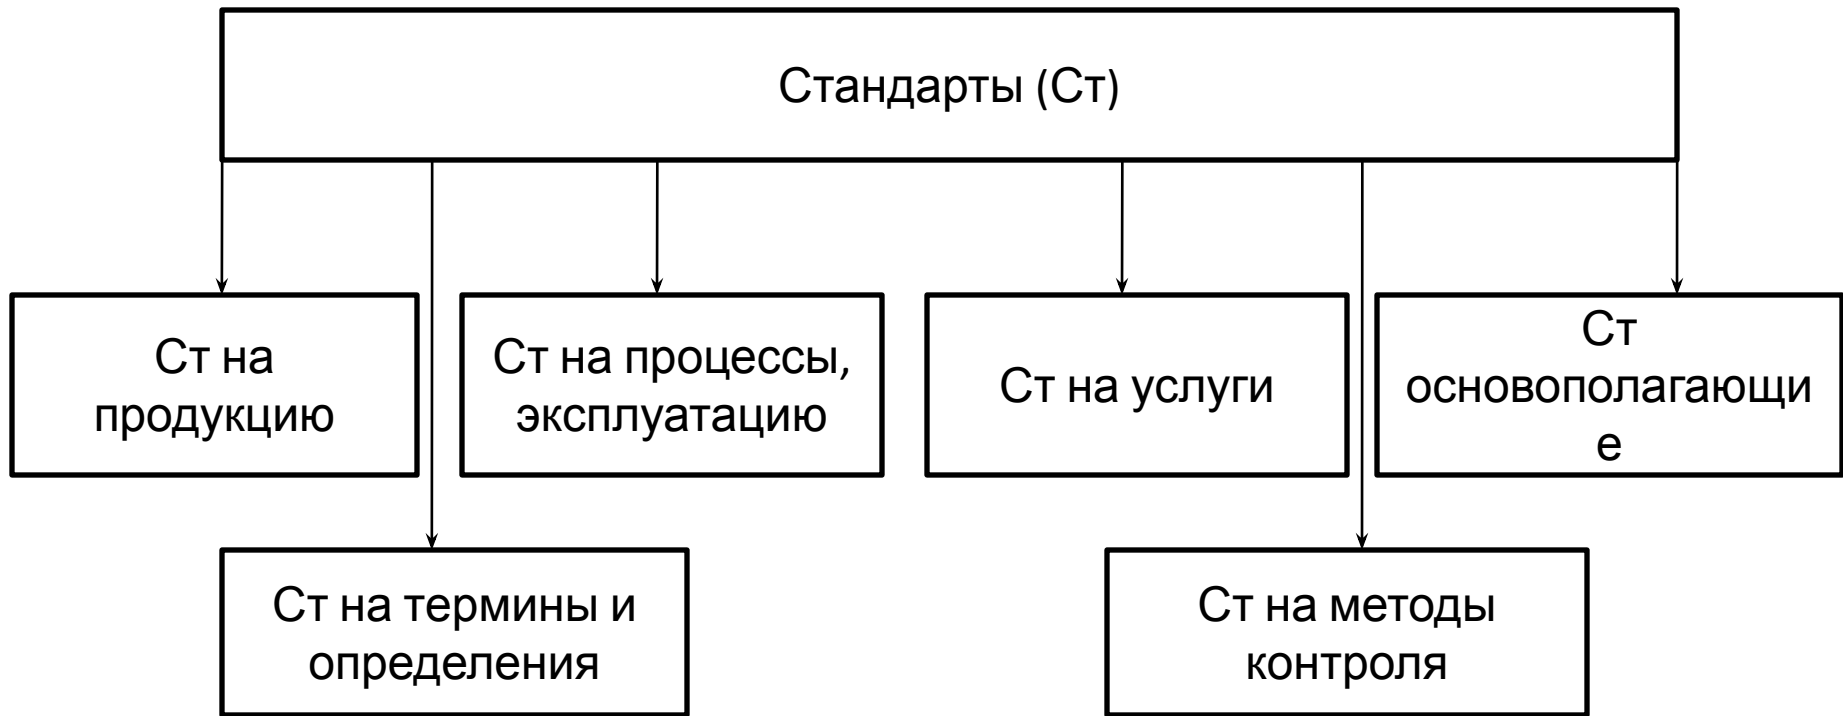 Стандарты (Ст)
Ст на
продукцию
Ст на процессы,
эксплуатацию
Ст на услуги
Ст
основополагающи
е
Ст на термины и
определения
Ст на методы
контроля